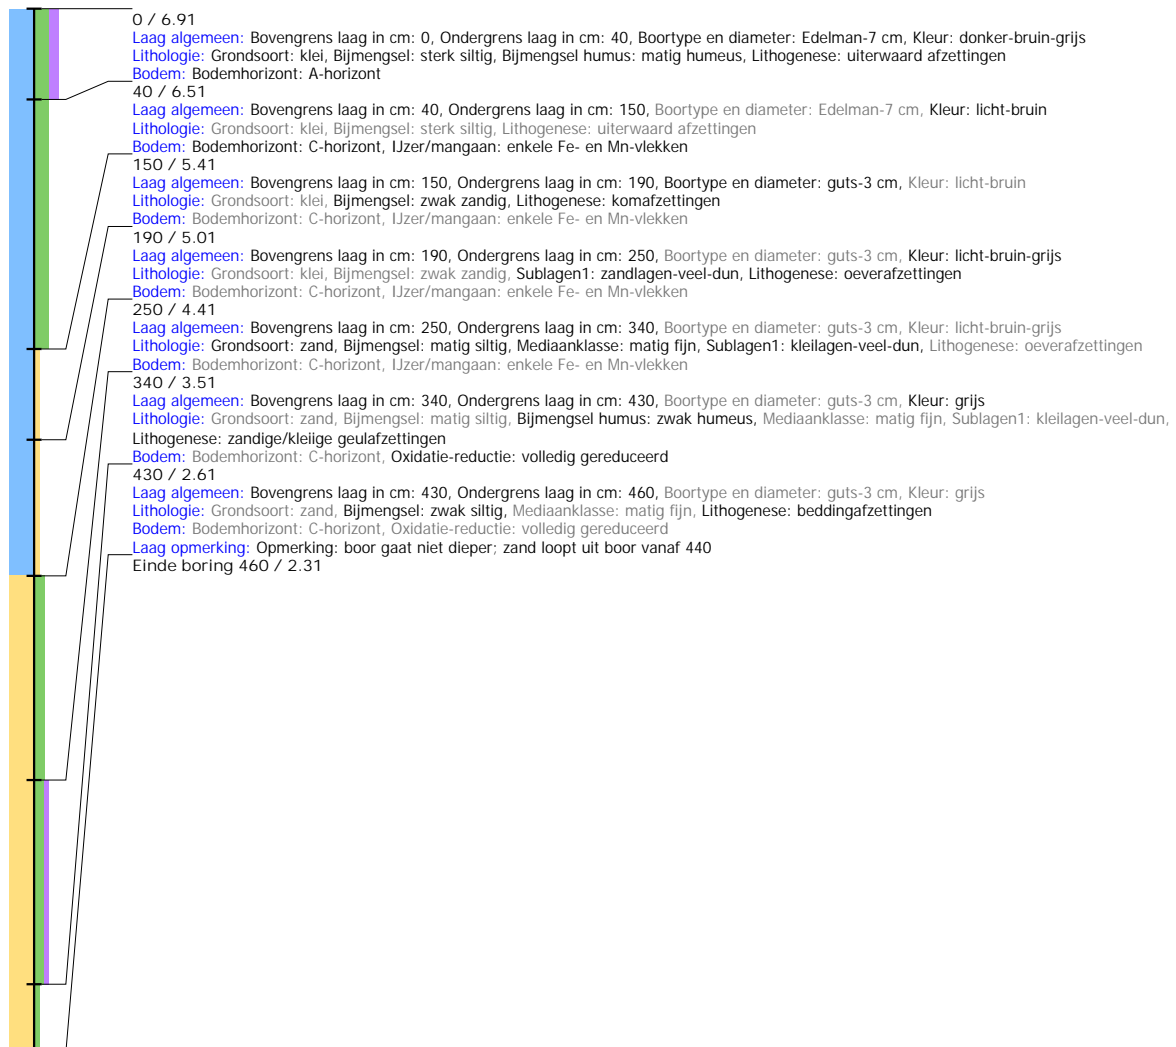 0 / 6.91
Laag algemeen: Bovengrens laag in cm: 0, Ondergrens laag in cm: 40, Boortype en diameter: Edelman-7 cm, Kleur: donker-bruin-grijs
Lithologie: Grondsoort: klei, Bijmengsel: sterk siltig, Bijmengsel humus: matig humeus, Lithogenese: uiterwaard afzettingen
Bodem: Bodemhorizont: A-horizont
40 / 6.51
Laag algemeen: Bovengrens laag in cm: 40, Ondergrens laag in cm: 150, Boortype en diameter: Edelman-7 cm, Kleur: licht-bruin
Lithologie: Grondsoort: klei, Bijmengsel: sterk siltig, Lithogenese: uiterwaard afzettingen
Bodem: Bodemhorizont: C-horizont, IJzer/mangaan: enkele Fe- en Mn-vlekken
150 / 5.41
Laag algemeen: Bovengrens laag in cm: 150, Ondergrens laag in cm: 190, Boortype en diameter: guts-3 cm, Kleur: licht-bruin
Lithologie: Grondsoort: klei, Bijmengsel: zwak zandig, Lithogenese: komafzettingen
Bodem: Bodemhorizont: C-horizont, IJzer/mangaan: enkele Fe- en Mn-vlekken
190 / 5.01
Laag algemeen: Bovengrens laag in cm: 190, Ondergrens laag in cm: 250, Boortype en diameter: guts-3 cm, Kleur: licht-bruin-grijs
Lithologie: Grondsoort: klei, Bijmengsel: zwak zandig, Sublagen1: zandlagen-veel-dun, Lithogenese: oeverafzettingen
Bodem: Bodemhorizont: C-horizont, IJzer/mangaan: enkele Fe- en Mn-vlekken
250 / 4.41
Laag algemeen: Bovengrens laag in cm: 250, Ondergrens laag in cm: 340, Boortype en diameter: guts-3 cm, Kleur: licht-bruin-grijs
Lithologie: Grondsoort: zand, Bijmengsel: matig siltig, Mediaanklasse: matig fijn, Sublagen1: kleilagen-veel-dun, Lithogenese: oeverafzettingen
Bodem: Bodemhorizont: C-horizont, IJzer/mangaan: enkele Fe- en Mn-vlekken
340 / 3.51
Laag algemeen: Bovengrens laag in cm: 340, Ondergrens laag in cm: 430, Boortype en diameter: guts-3 cm, Kleur: grijs
Lithologie: Grondsoort: zand, Bijmengsel: matig siltig, Bijmengsel humus: zwak humeus, Mediaanklasse: matig fijn, Sublagen1: kleilagen-veel-dun,
Lithogenese: zandige/kleiige geulafzettingen
Bodem: Bodemhorizont: C-horizont, Oxidatie-reductie: volledig gereduceerd
430 / 2.61
Laag algemeen: Bovengrens laag in cm: 430, Ondergrens laag in cm: 460, Boortype en diameter: guts-3 cm, Kleur: grijs
Lithologie: Grondsoort: zand, Bijmengsel: zwak siltig, Mediaanklasse: matig fijn, Lithogenese: beddingafzettingen
Bodem: Bodemhorizont: C-horizont, Oxidatie-reductie: volledig gereduceerd
Laag opmerking: Opmerking: boor gaat niet dieper; zand loopt uit boor vanaf 440
Einde boring 460 / 2.31